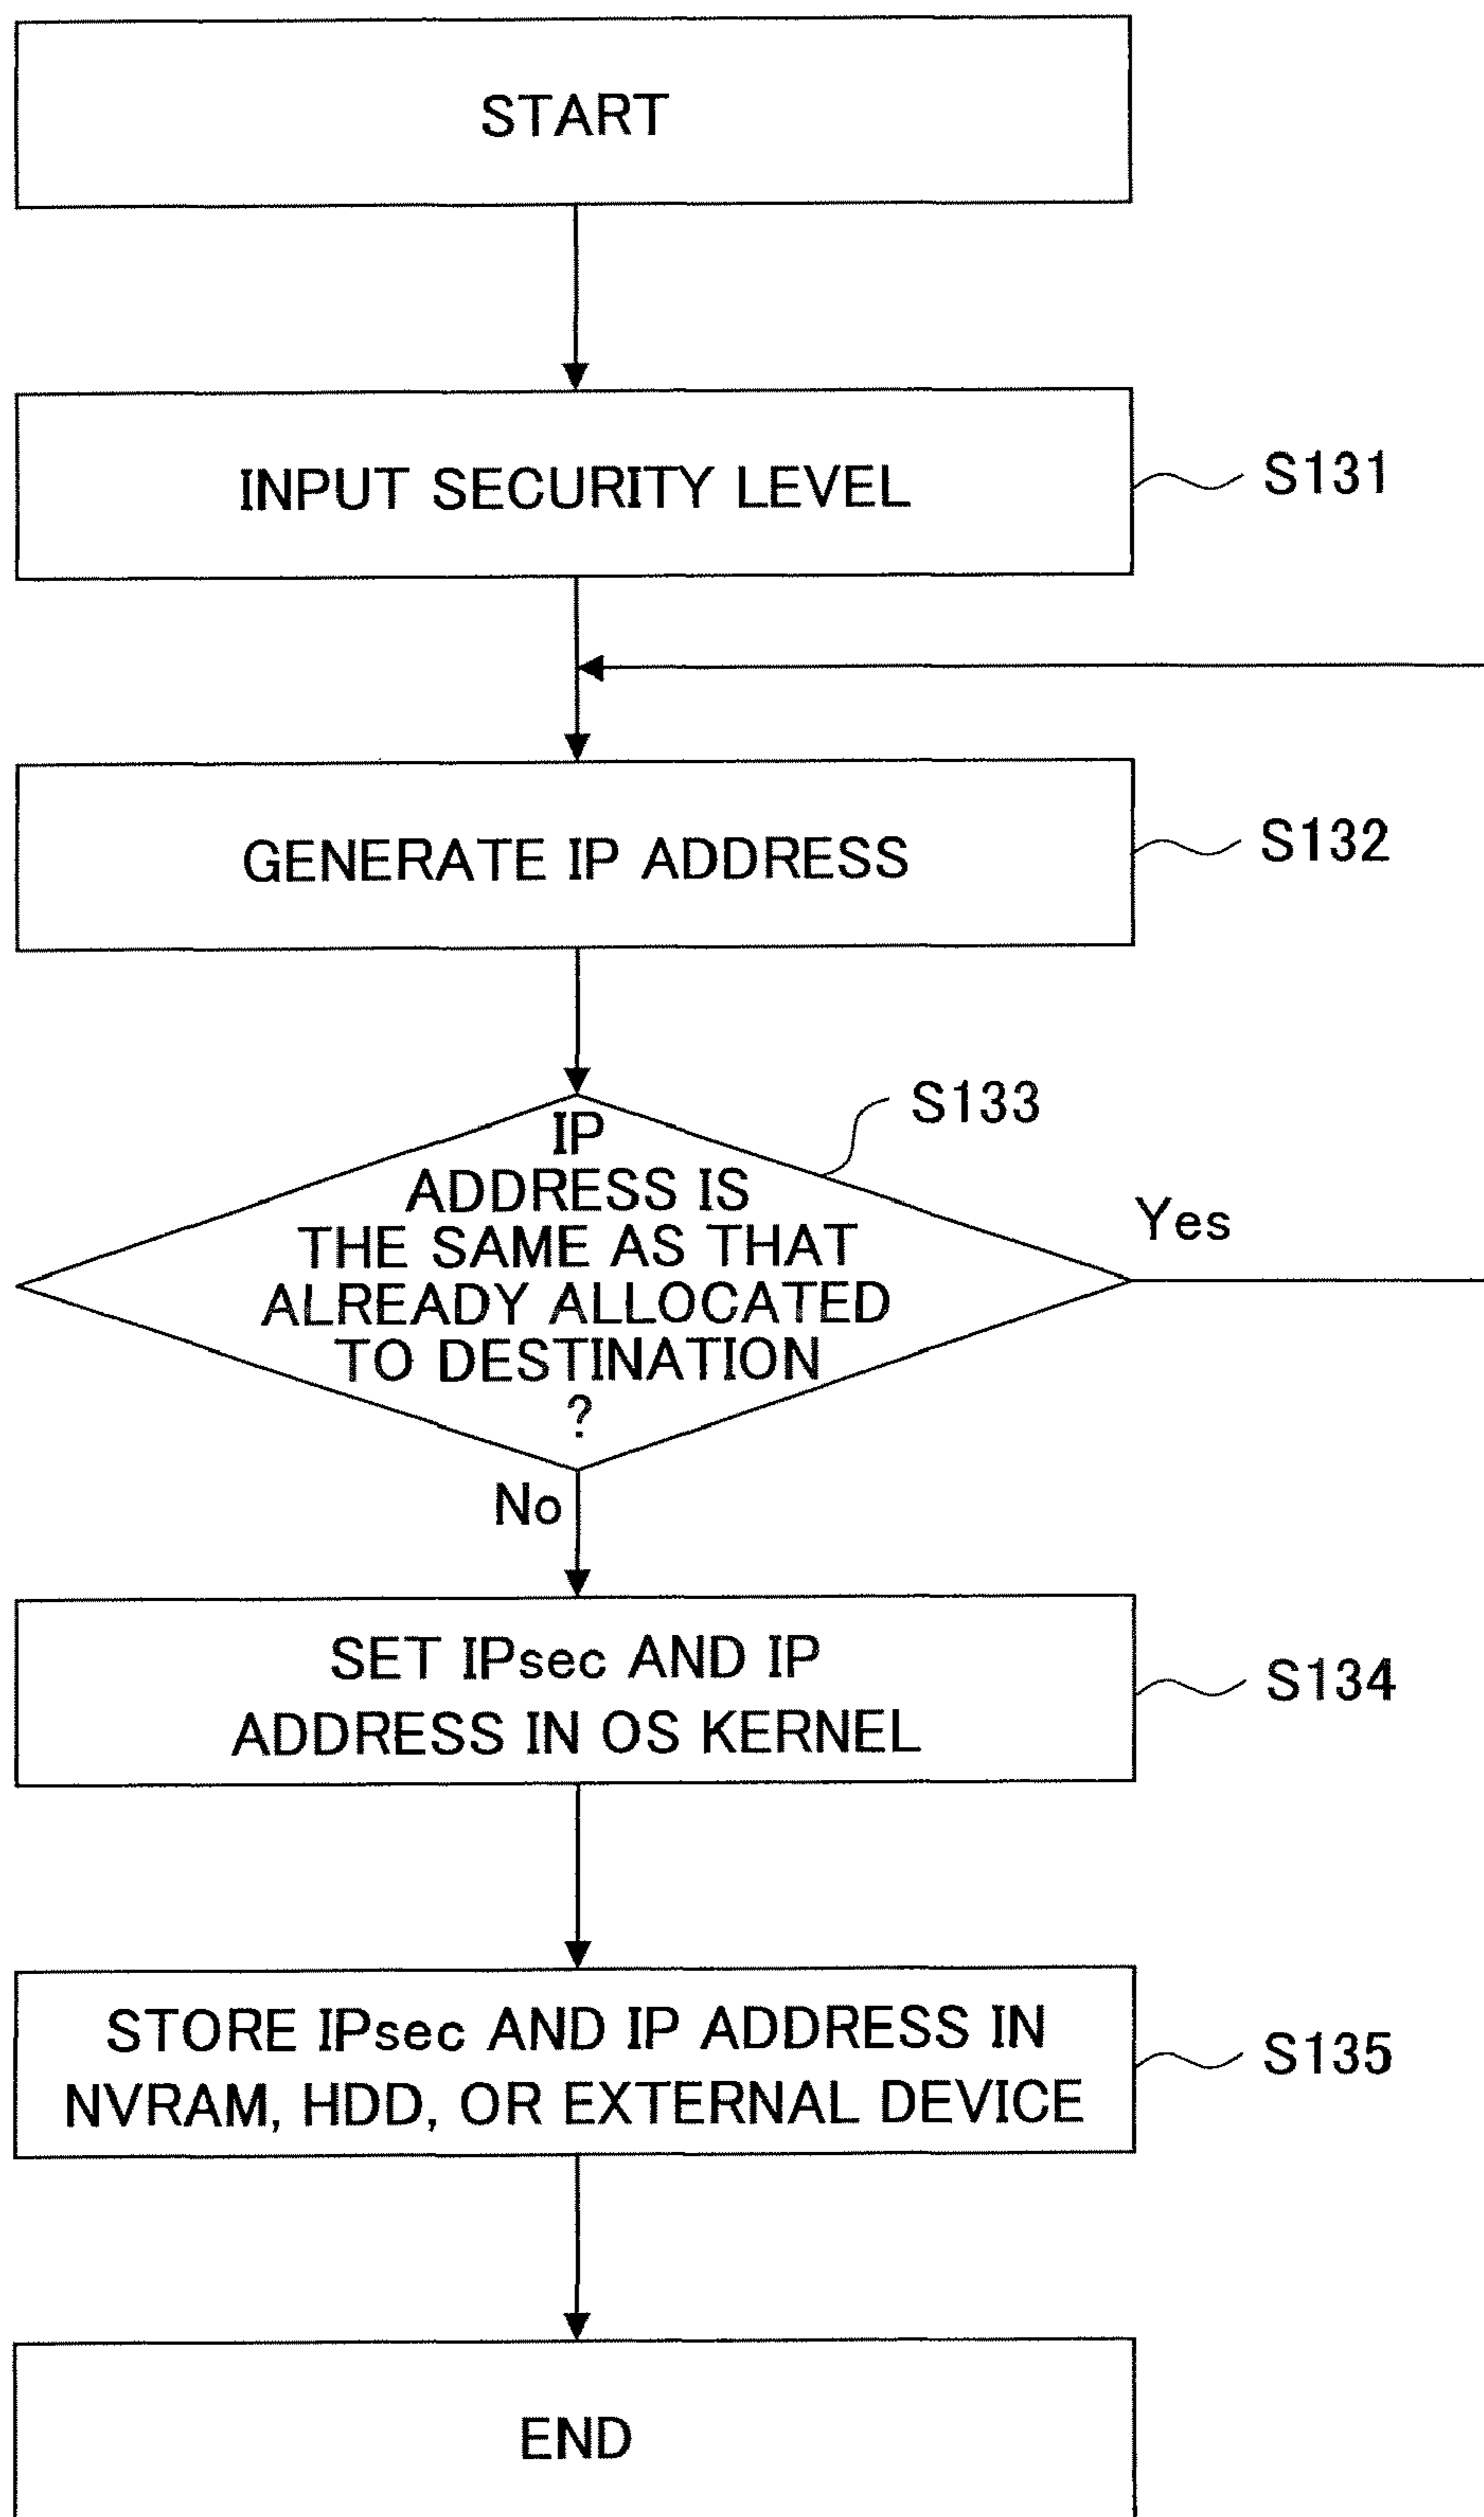 START
INPUT SECURITY LEVEL
S131
GENERATE IP ADDRESS
S132
S133
IP
ADDRESS IS
THE SAME AS THAT
ALREADY ALLOCATED
TO DESTINATION
?
Yes
No
SET IPsec AND IP
ADDRESS IN OS KERNEL
S134
STORE IPsec AND IP ADDRESS IN
NVRAM, HDD, OR EXTERNAL DEVICE
S135
END